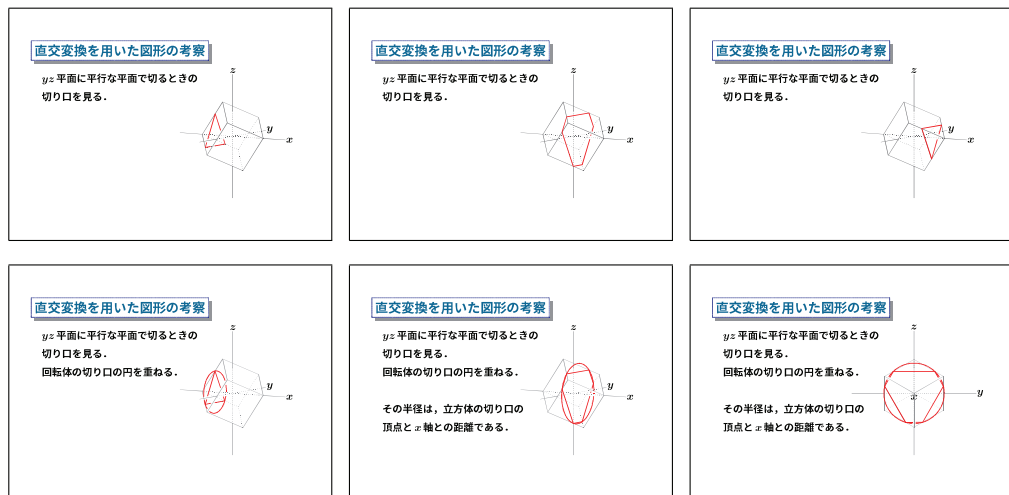 直交変換を用いた図形の考察
yz 平面に平行な平面で切るときの
切り口を見る．
z
y
x
直交変換を用いた図形の考察
yz 平面に平行な平面で切るときの
切り口を見る．
z
y
x
直交変換を用いた図形の考察
yz 平面に平行な平面で切るときの
切り口を見る．
z
y
x
直交変換を用いた図形の考察
yz 平面に平行な平面で切るときの
切り口を見る．
回転体の切り口の円を重ねる．
z
y
x
直交変換を用いた図形の考察
yz 平面に平行な平面で切るときの
切り口を見る．
回転体の切り口の円を重ねる．
その半径は，立方体の切り口の
頂点と x 軸との距離である．
z
y
x
直交変換を用いた図形の考察
yz 平面に平行な平面で切るときの
切り口を見る．
回転体の切り口の円を重ねる．
その半径は，立方体の切り口の
頂点と x 軸との距離である．
z
y
x